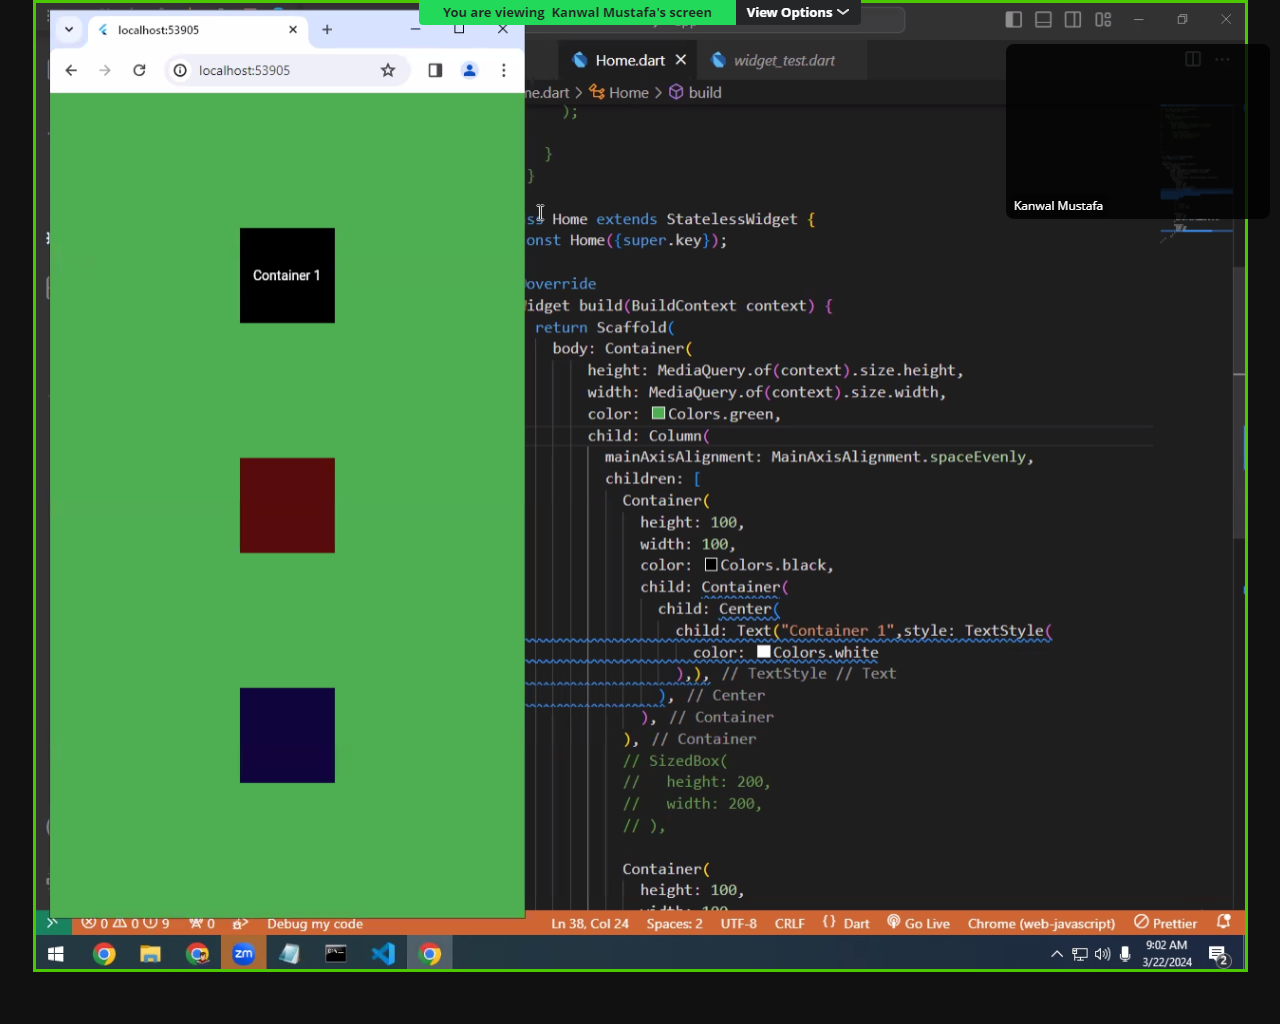 You are viewing Kanwal Mustafa's screen
View Options
localhost:53905
localhost:53905
Home.dart
widget_test.dart
me.dart > Home > build
Kanwal Mustafa
);
}
}
ss Home extends StatelessWidget {
onst Home({super.key});
override
idget build(BuildContext context) {
return Scaffold(
body: Container(
height: MediaQuery.of(context).size.height,
width: MediaQuery.of(context).size.width,
color: Colors.green,
child: Column(
mainAxisAlignment: MainAxisAlignment.spaceEvenly,
children: [
Container(
height: 100,
width: 100,
color: Colors.black,
child: Container(
child: Center(
child: Text("Container 1",style: TextStyle(
color: Colors.white
),), // TextStyle // Text
), // Center
), // Container
), // Container
// SizedBox(
//   height: 200,
//   width: 200,
// ),
Container(
height: 100,
width: 100,
Container 1
0 0 9 0 Debug my code
Ln 38, Col 24 Spaces: 2 UTF-8 CRLF {} Dart Go Live Chrome (web-javascript) Prettier
zm
9:02 AM
3/22/2024
2